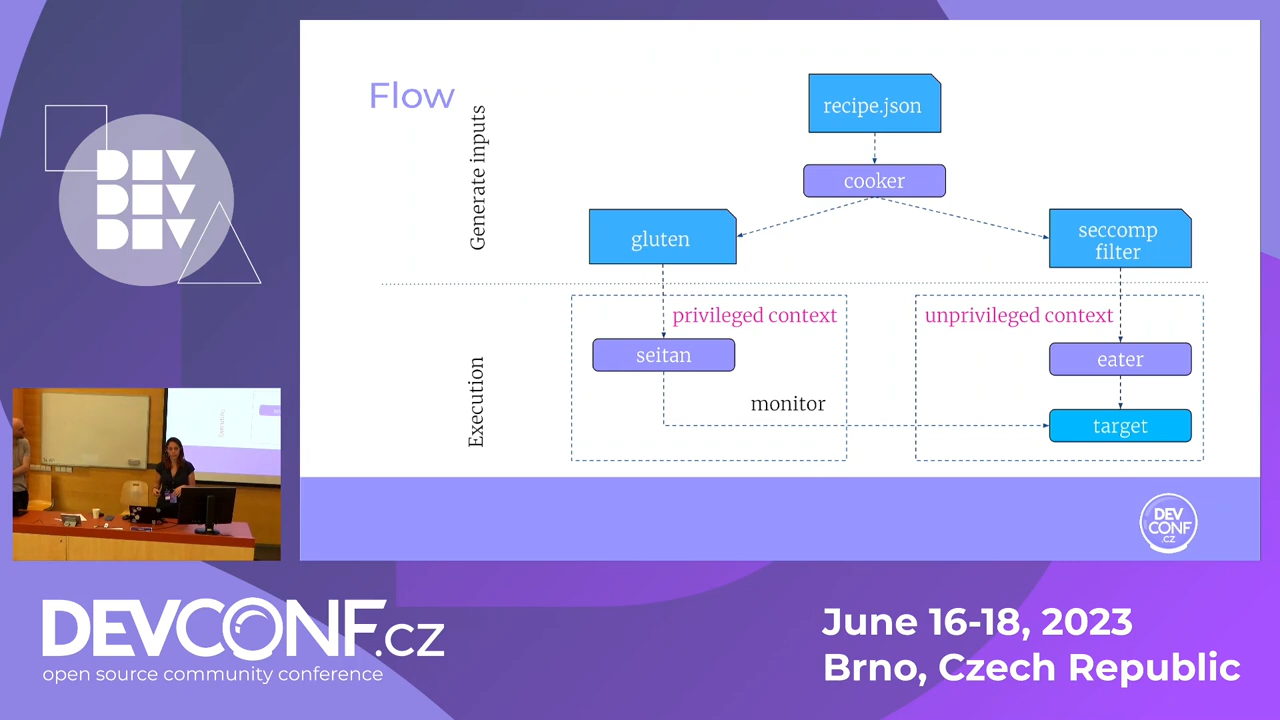 DEV
DEV
DEV
Flow
Generate inputs
recipe.json
cooker
gluten
seccomp
filter
Execution
privileged context
seitan
monitor
unprivileged context
eater
target
DEV
CONF
.CZ
DEVCONF.cz
open source community conference
June 16-18, 2023
Brno, Czech Republic